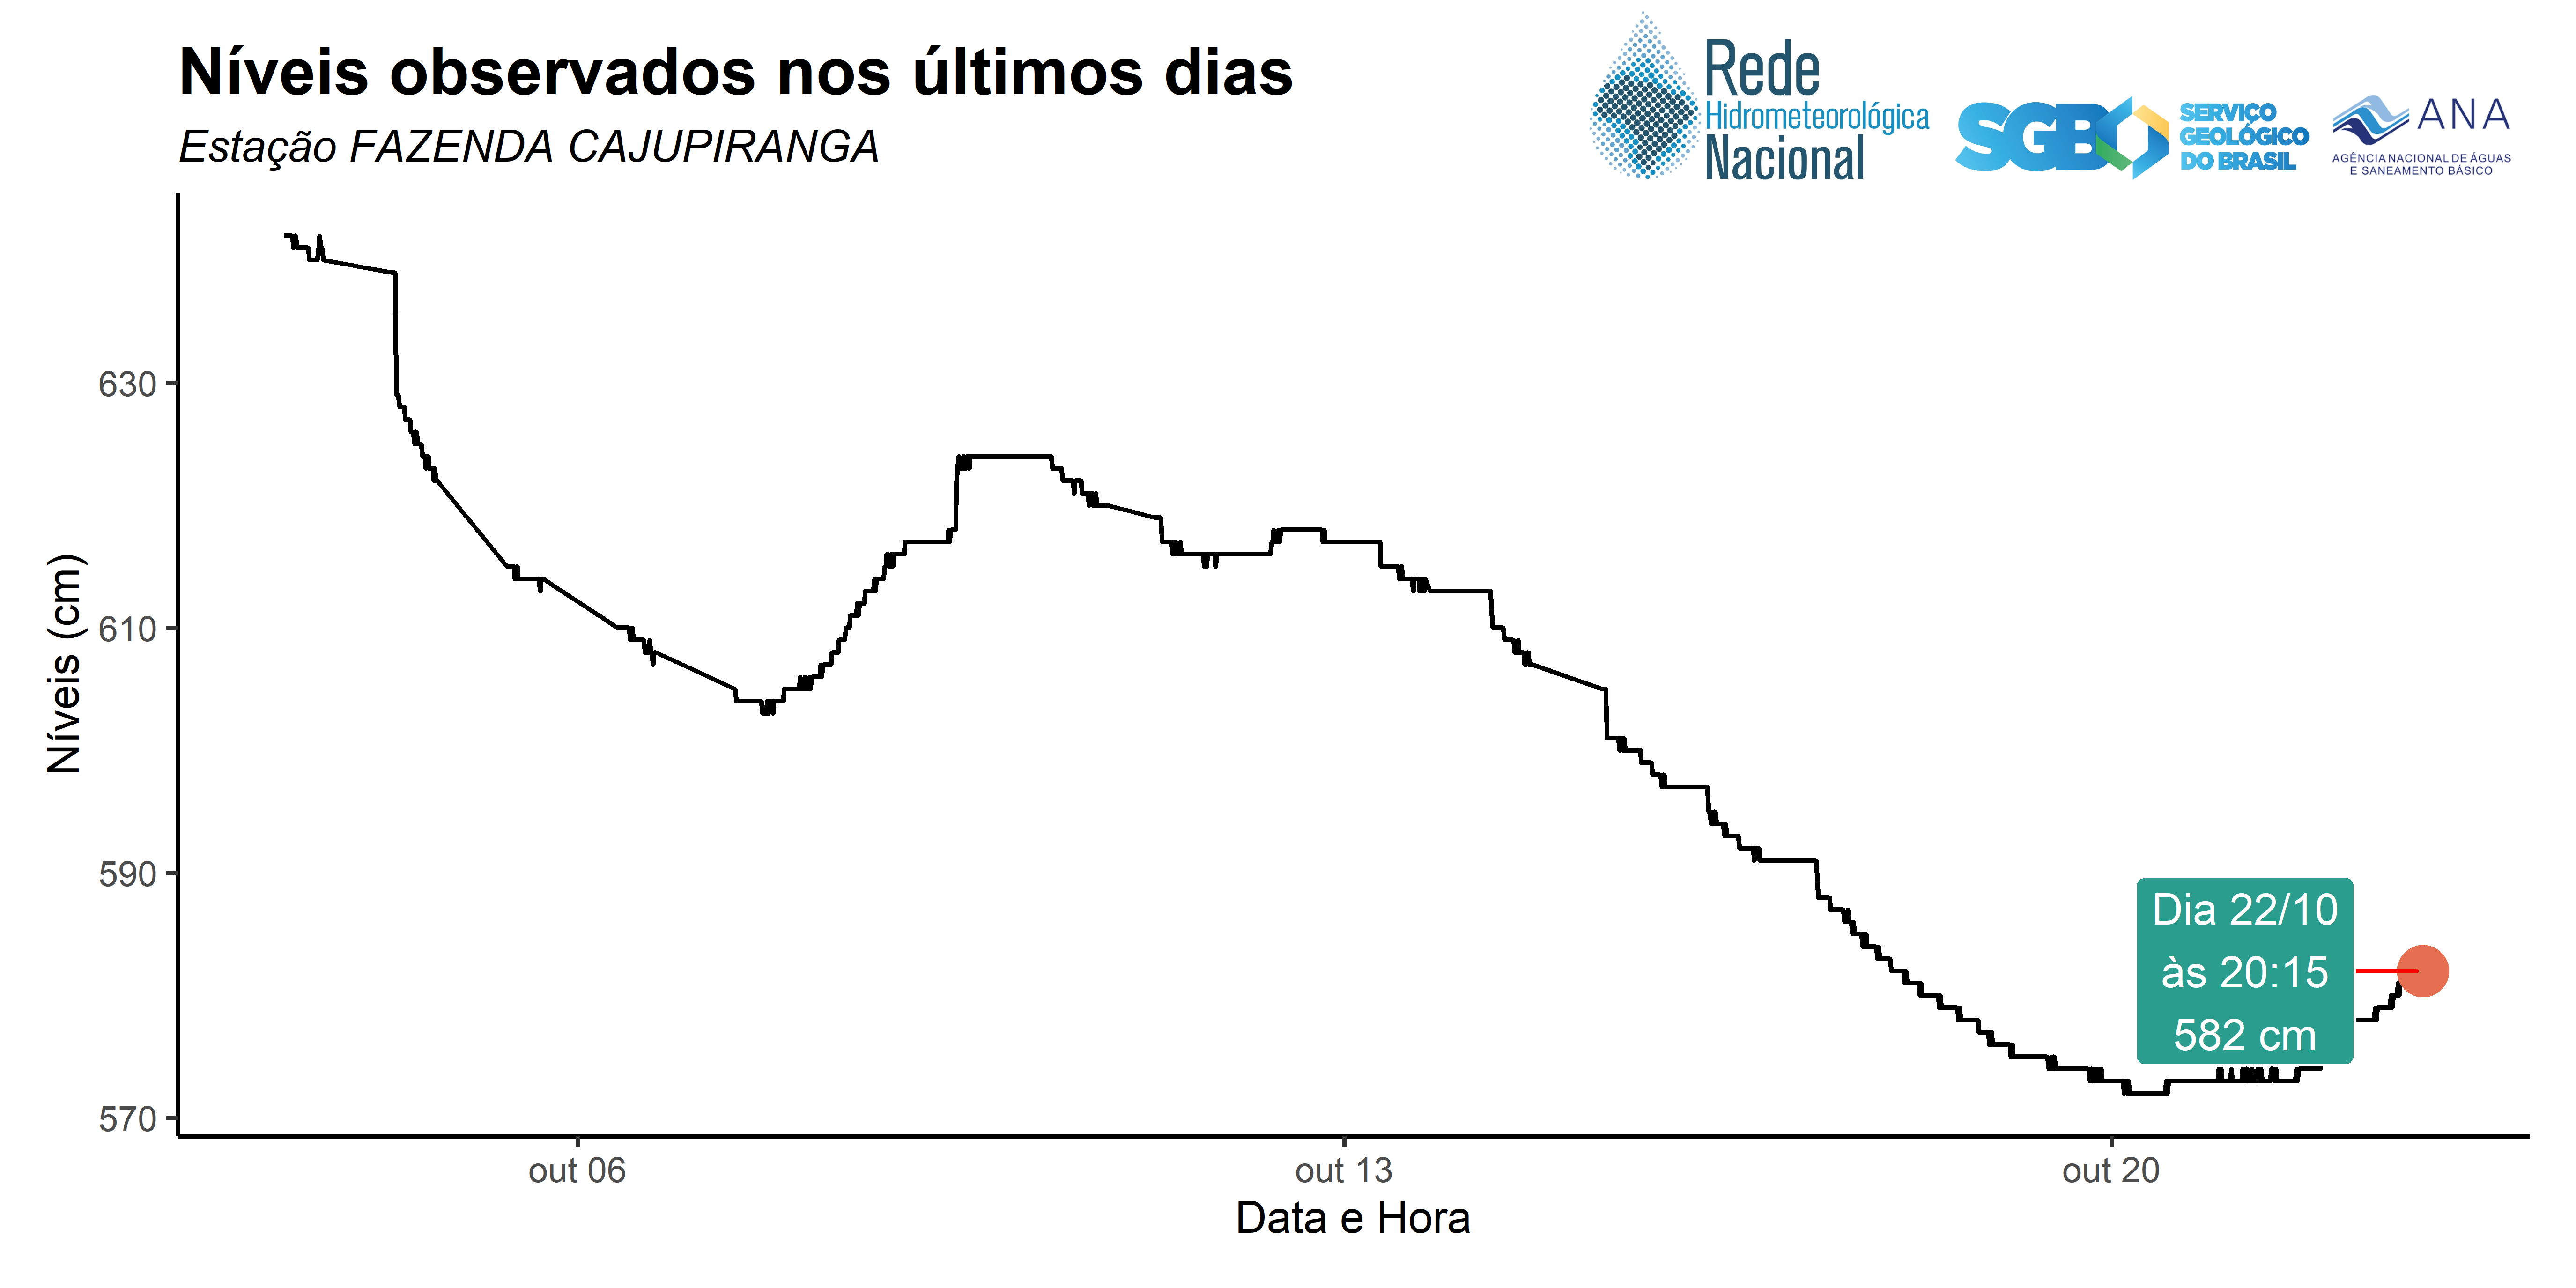 Níveis observados nos últimos dias
Estação FAZENDA CAJUPIRANGA
Rede
Hidrometeorológica
Nacional
SGB
SERVIÇO
GEOLÓGICO
DO BRASIL
ANA
AGÊNCIA NACIONAL DE ÁGUAS
E SANEAMENTO BÁSICO
Níveis (cm)
630
610
590
570
Dia 22/10
às 20:15
582 cm
out 06
out 13
out 20
Data e Hora